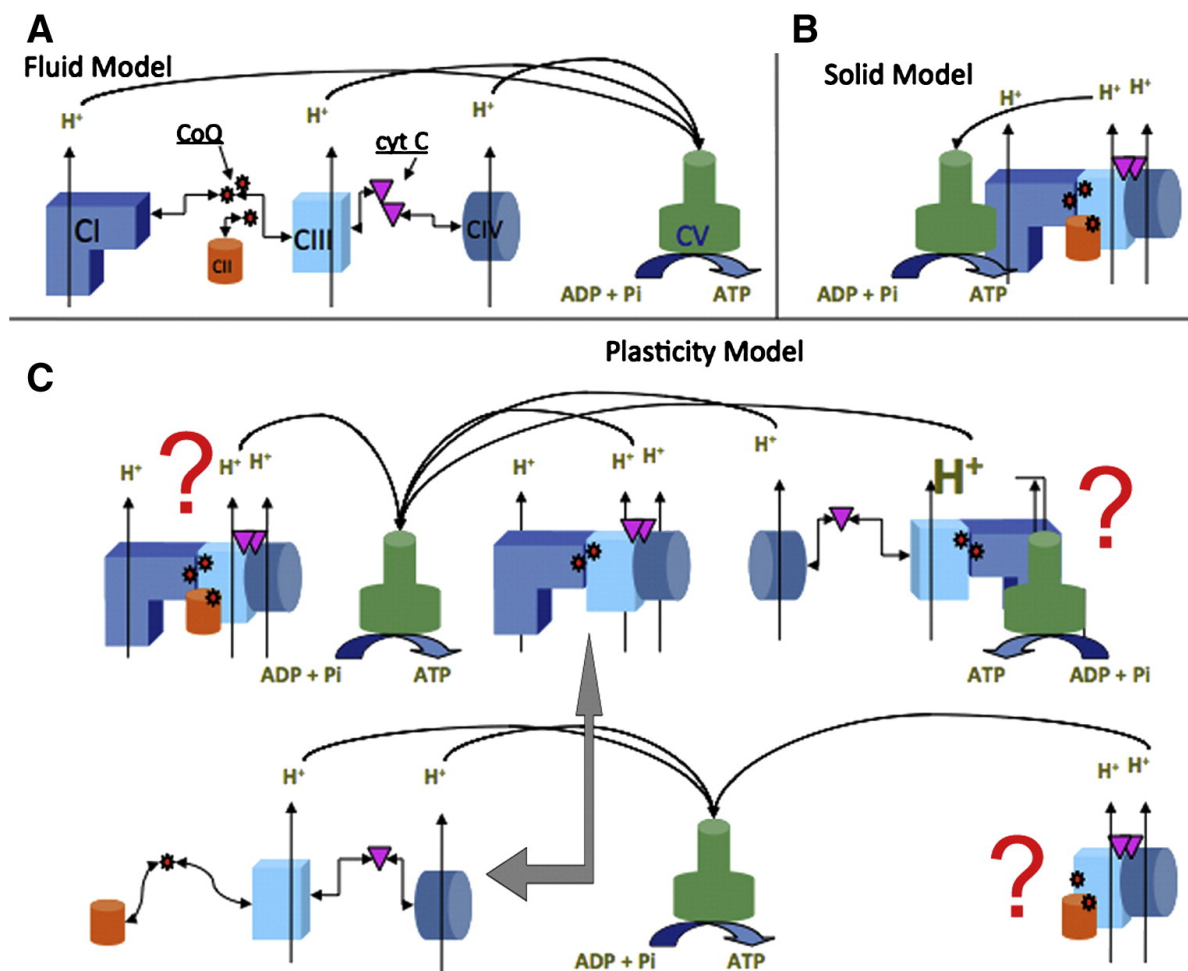 A
Fluid Model
H+
CoQ
H+
cyt C
H+
CI
CII
CIII
CIV
CV
ADP + Pi
ATP
B
Solid Model
H+
H+
H+
ADP + Pi
ATP
C
Plasticity Model
H+
?
H+
H+
ADP + Pi
ATP
H+
H+
H+
H+
H+
?
ATP
ADP + Pi
H+
H+
ADP + Pi
ATP
?
H+
H+